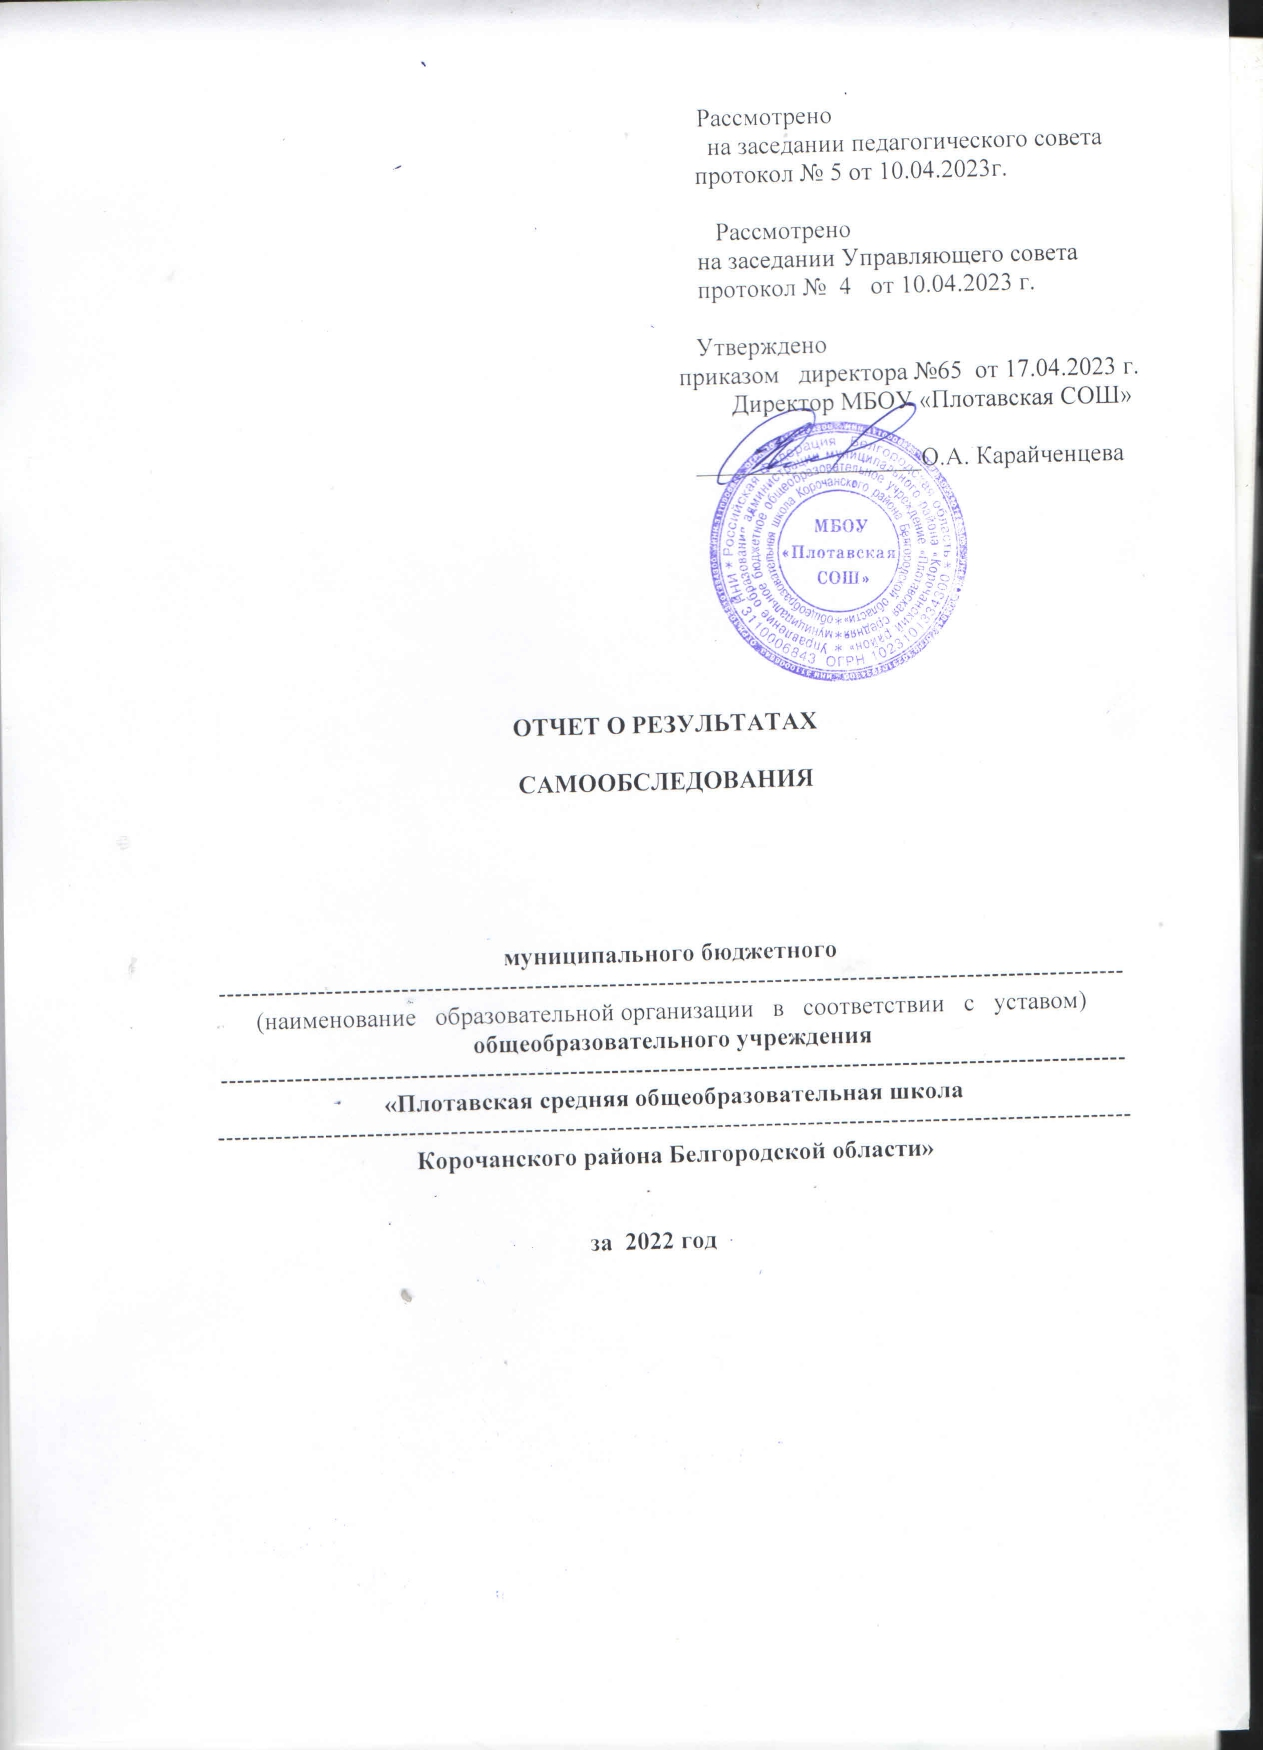 Рассмотрено
на заседании педагогического совета
протокол № 5 от 10.04.2023г.
Рассмотрено
на заседании Управляющего совета
протокол № 4 от 10.04.2023 г.
Утверждено
приказом директора №65 от 17.04.2023 г.
Директор МБОУ «Плотавская СОШ»
О.А. Карайченцева
МБОУ
«Плотавская
СОШ»
ОТЧЕТ О РЕЗУЛЬТАТАХ
САМООБСЛЕДОВАНИЯ
муниципального бюджетного
(наименование образовательной организации в соответствии с уставом)
общеобразовательного учреждения
«Плотавская средняя общеобразовательная школа
Корочанского района Белгородской области»
за 2022 год